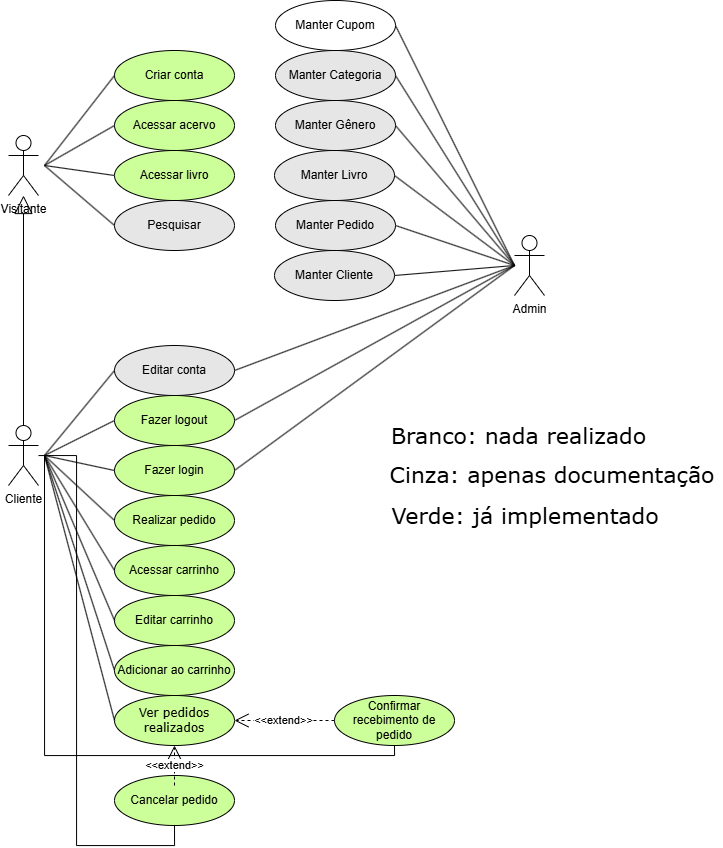 Manter Cupom
Criar conta
Manter Categoria
Acessar acervo
Manter Gênero
Acessar livro
Manter Livro
Visitante
Pesquisar
Manter Pedido
Manter Cliente
Admin
Editar conta
Fazer logout
Fazer login
Cliente
Realizar pedido
Acessar carrinho
Editar carrinho
Adicionar ao carrinho
Ver pedidos
realizados
<<extend>>
Confirmar
recebimento de
pedido
<<extend>>
Cancelar pedido
Branco: nada realizado
Cinza: apenas documentação
Verde: já implementado